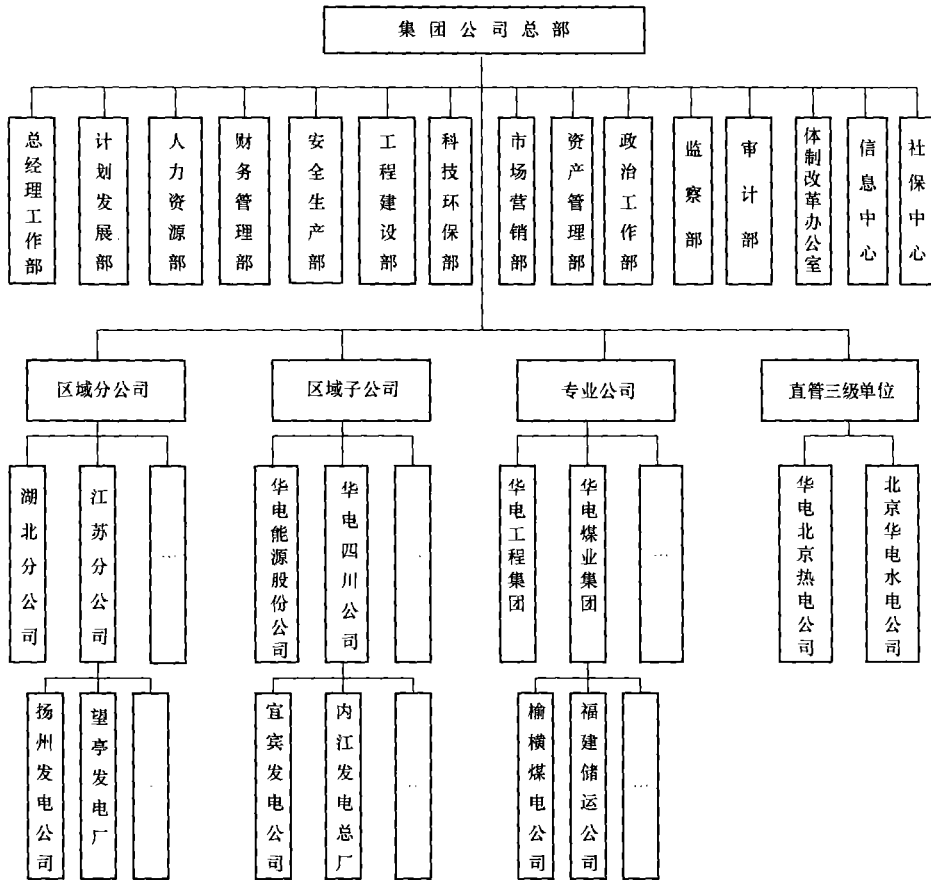 集团公司总部
总经理工作部
计划发展部
人力资源部
财务管理部
安全生产部
工程建设部
科技环保部
市场营销部
资产管理部
政治工作部
监察部
审计部
体制改革办公室
信息中心
社保中心
区域分公司
区域子公司
专业公司
直管三级单位
湖北分公司
江苏分公司
…
华电能源股份公司
华电四川公司
华电工程集团
华电煤业集团
…
华电北京热电公司
北京华电水电公司
扬州发电公司
望亭发电厂
宜宾发电公司
内江发电总厂
榆横煤电公司
福建储运公司
…